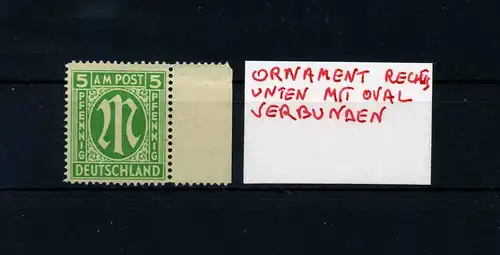 5 AM POST 5
PFENNIG
M
PFENNIG
DEUTSCHLAND
ORNAMENT RECHTS
UNTEN MIT OVAL
VERBUNDEN